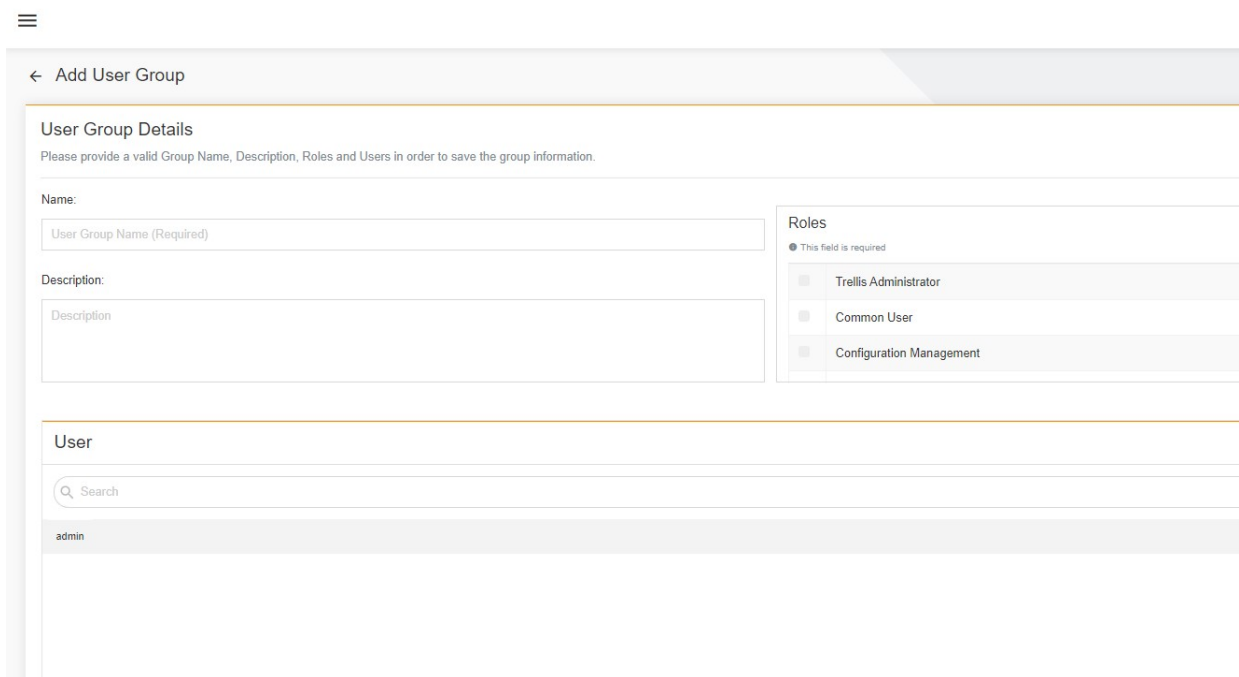 Add User Group
User Group Details
Please provide a valid Group Name, Description, Roles and Users in order to save the group information.
Name:
User Group Name (Required)
Description:
Description
Roles
This field is required
Trellis Administrator
Common User
Configuration Management
User
Search
admin